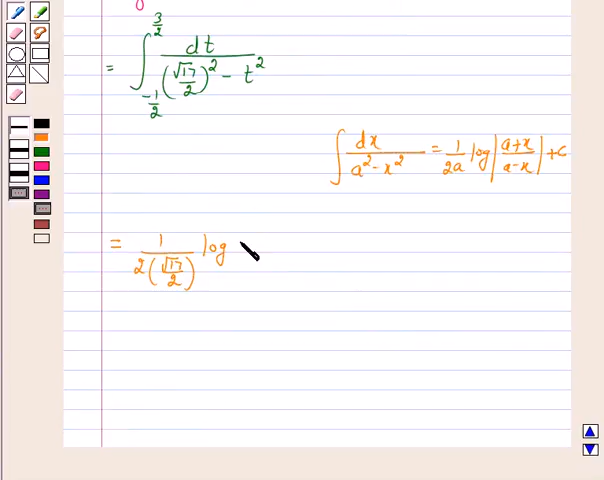 = ∫_{-1/2}^{3/2} dt / ((√17/2)² − t²)
∫ dx / (a² − x²) = 1/2a log |a+x / a−x| + c
= 1 / 2(√17/2) log